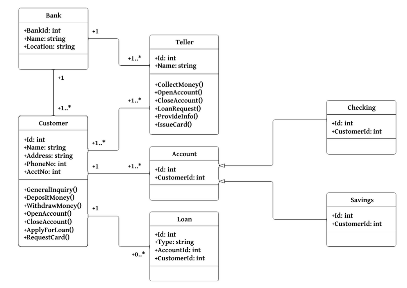 Bank
+BankId: int
+Name: string
+Location: string
+1
+1..*
Teller
+Id: int
+Name: string
+CollectMoney()
+OpenAccount()
+CloseAccount()
+LoanRequest()
+ProvideInfo()
+IssueCard()
+1
+1..*
Customer
+Id: int
+Name: string
+Address: string
+PhoneNo: int
+AcctNo: int
+GeneralInquiry()
+DepositMoney()
+WithdrawMoney()
+OpenAccount()
+CloseAccount()
+ApplyForLoan()
+RequestCard()
+1..*
+1..*
+1
+1..*
Account
+Id: int
+CustomerId: int
+1
+0..*
Loan
+Id: int
+Type: string
+AccountId: int
+CustomerId: int
Checking
+Id: int
+CustomerId: int
Savings
+Id: int
+CustomerId: int